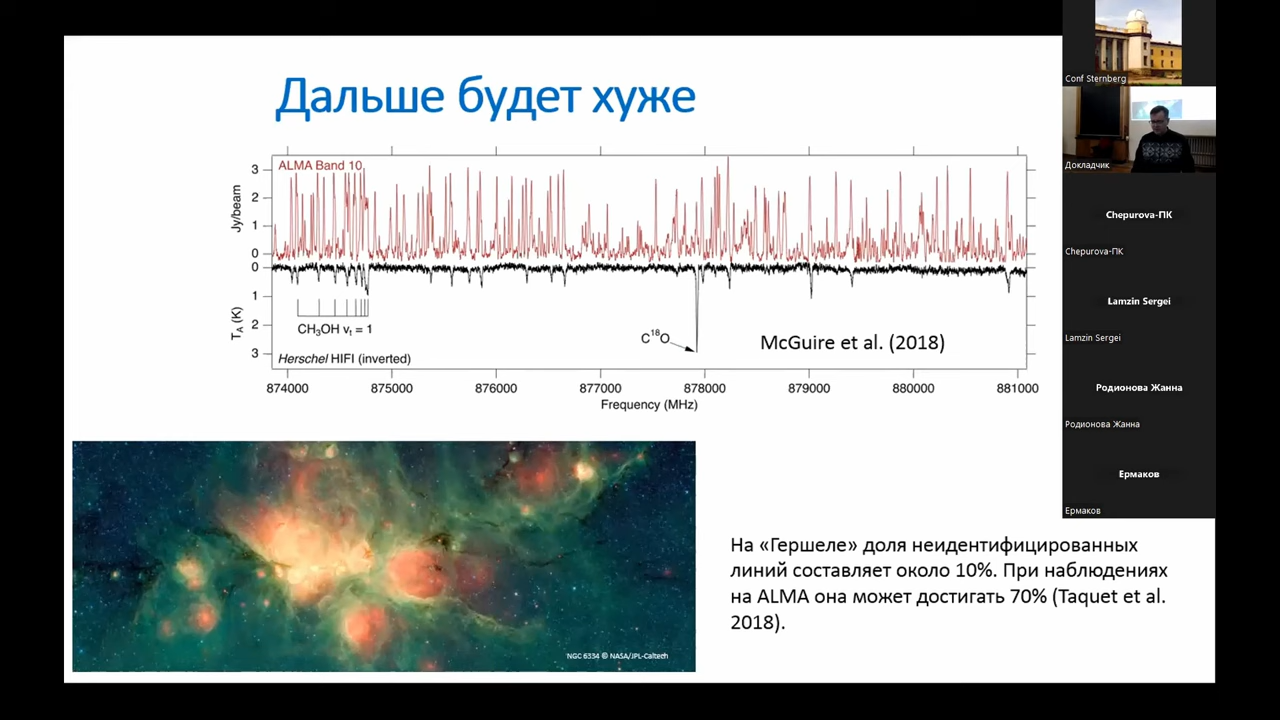 Дальше будет хуже
ALMA Band 10
Jy/beam
3
2
1
0
0
1
2
3
T_A (K)
CH₃OH vₜ = 1
C¹⁸O
McGuire et al. (2018)
Herschel HIFI (inverted)
874000 875000 876000 877000 878000 879000 880000 881000
Frequency (MHz)
NGC 6334 © NASA/JPL-Caltech
На «Гершеле» доля неидентифицированных
линий составляет около 10%. При наблюдениях
на ALMA она может достигать 70% (Taquet et al.
2018).
Conf Sternberg
Докладчик
Chepurova-ПК
Chepurova-ПК
Lamzin Sergei
Lamzin Sergei
Родионова Жанна
Родионова Жанна
Ермаков
Ермаков